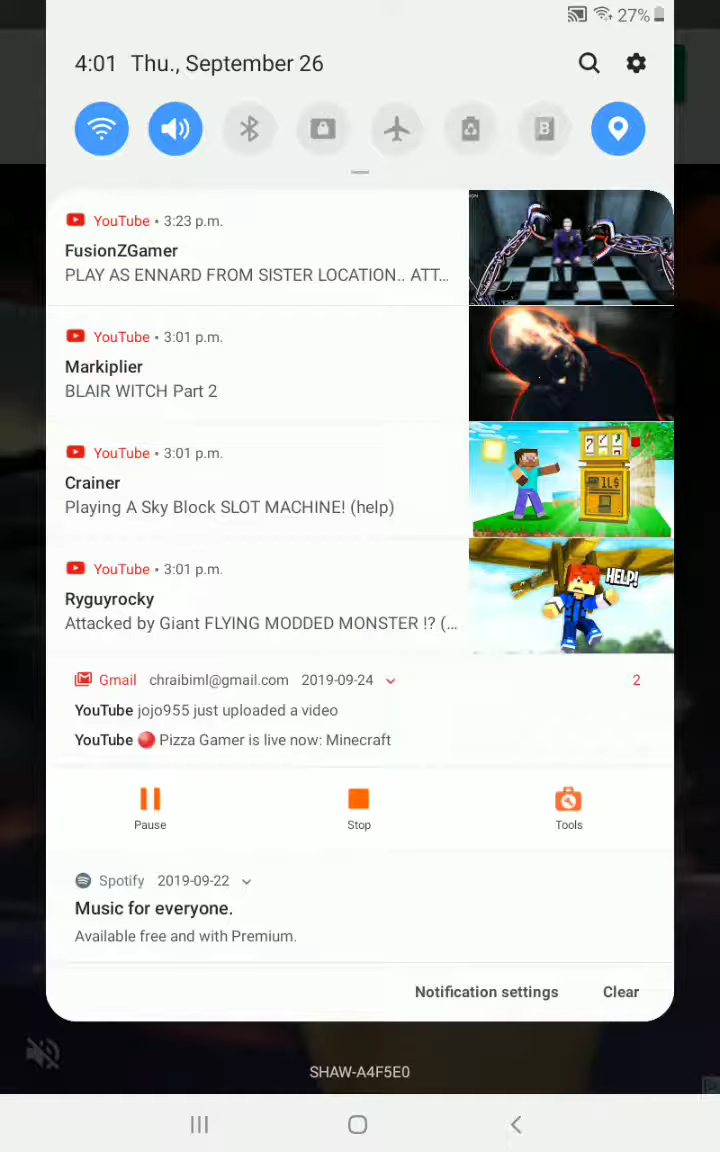 27%
4:01 Thu., September 26
B
YouTube • 3:23 p.m.
FusionZGamer
PLAY AS ENNARD FROM SISTER LOCATION.. ATT...
YouTube • 3:01 p.m.
Markiplier
BLAIR WITCH Part 2
YouTube • 3:01 p.m.
Crainer
Playing A Sky Block SLOT MACHINE! (help)
YouTube • 3:01 p.m.
Ryguyrocky
Attacked by Giant FLYING MODDED MONSTER !? (...
HELP!
Gmail chraibiml@gmail.com 2019-09-24 2
YouTube jojo955 just uploaded a video
YouTube 🔴 Pizza Gamer is live now: Minecraft
Pause Stop Tools
Spotify 2019-09-22
Music for everyone.
Available free and with Premium.
Notification settings Clear
SHAW-A4F5E0